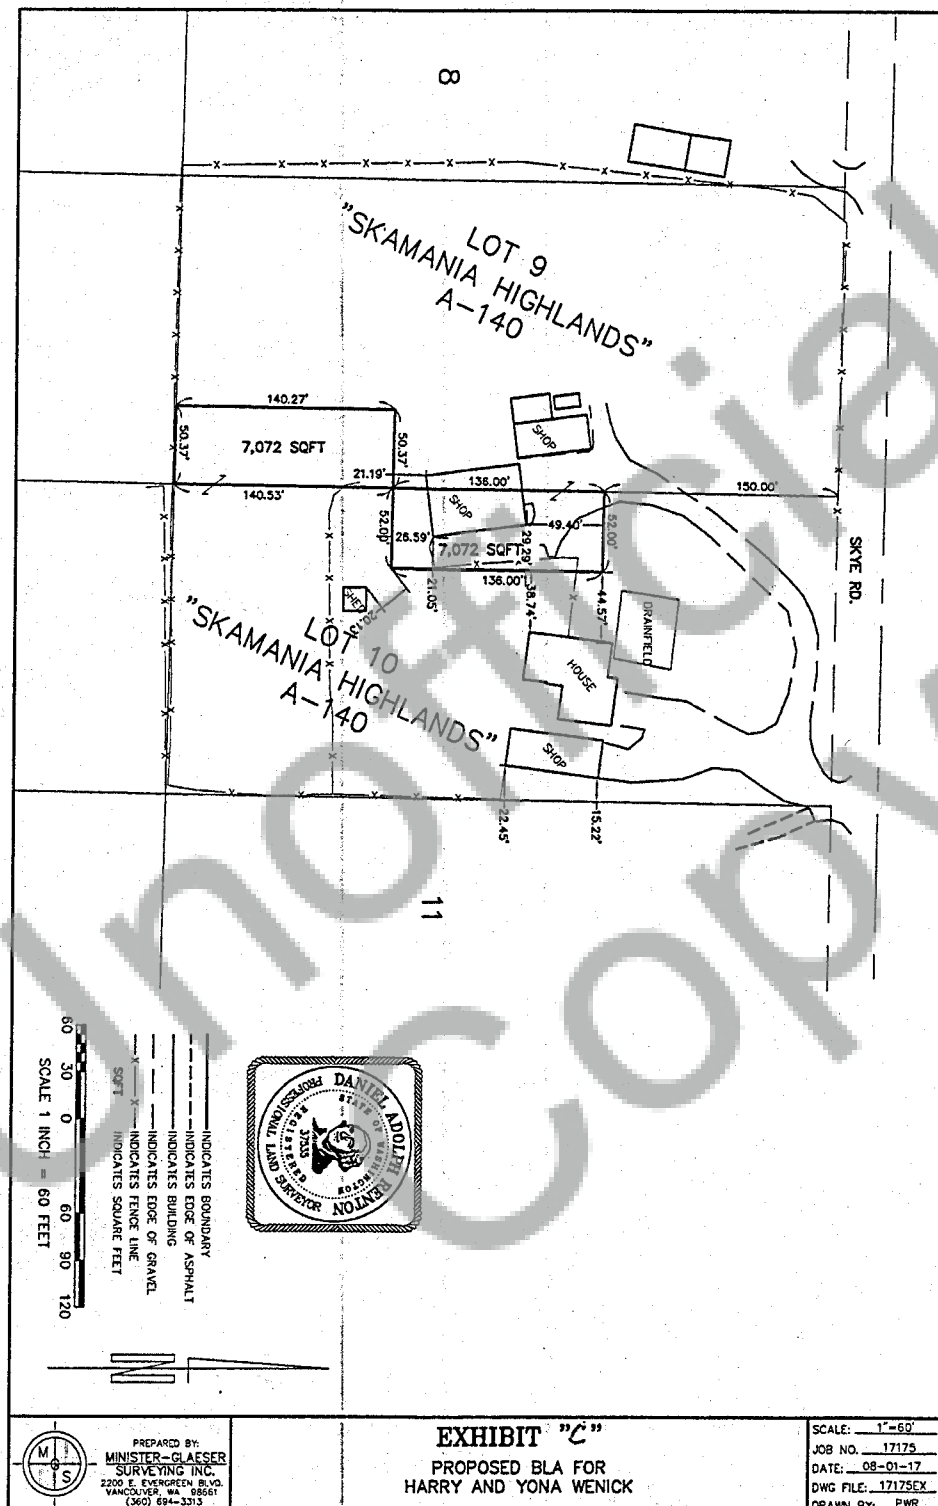 8
LOT 9
"SKAMANIA HIGHLANDS"
A-140
140.27'
50.37'
7,072 SQFT
50.37'
SHOP
21.19'
140.53'
136.00'
150.00'
SHOP
52.00'
26.59'
49.40'
52.00'
7,072 SQFT
29.29'
136.00'
21.05'
38.74'
44.57'
SKYE RD.
SHED
20.13'
DRAINFIELD
LOT 10
"SKAMANIA HIGHLANDS"
A-140
HOUSE
SHOP
22.45'
15.22'
11
Unofficial
Copy
DANIEL ADOLPH RENTON
STATE OF WASHINGTON
37535
REGISTERED
PROFESSIONAL LAND SURVEYOR
INDICATES BOUNDARY
INDICATES EDGE OF ASPHALT
INDICATES BUILDING
INDICATES EDGE OF GRAVEL
INDICATES FENCE LINE
SQFT INDICATES SQUARE FEET
60 30 0 60 90 120
SCALE 1 INCH = 60 FEET
N
M
S
PREPARED BY:
MINISTER-GLAESER
SURVEYING INC.
2200 E. EVERGREEN BLVD.
VANCOUVER, WA 98661
(360) 694-3313
EXHIBIT "C"
PROPOSED BLA FOR
HARRY AND YONA WENICK
SCALE: 1"=60'
JOB NO. 17175
DATE: 08-01-17
DWG FILE: 17175EX
DRAWN BY: PWR